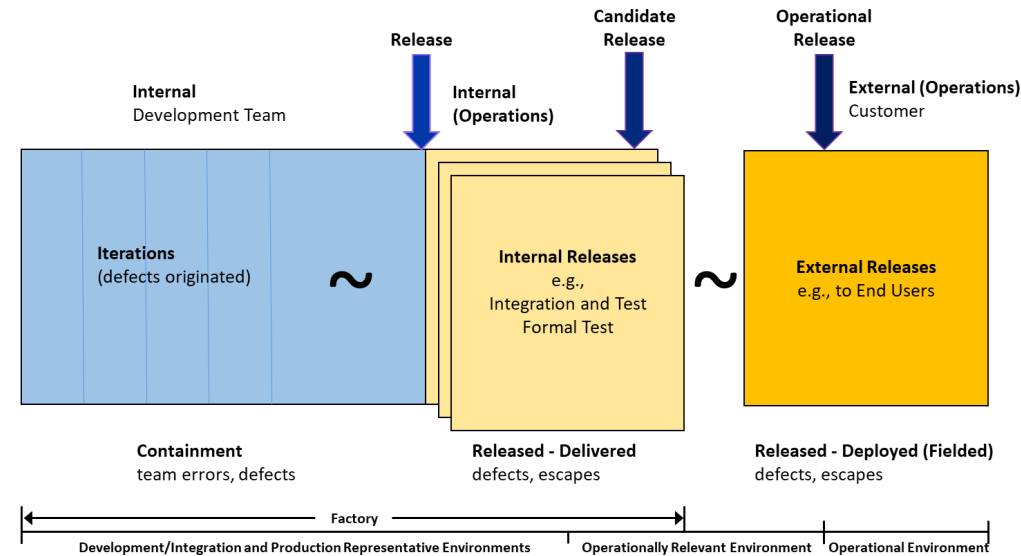 Release
Candidate
Release
Operational
Release
Internal
Development Team
Internal
(Operations)
External (Operations)
Customer
Iterations
(defects originated)
~
Internal Releases
e.g.,
Integration and Test
Formal Test
~
External Releases
e.g., to End Users
Containment
team errors, defects
Released - Delivered
defects, escapes
Released - Deployed (Fielded)
defects, escapes
Factory
Development/Integration and Production Representative Environments
Operationally Relevant Environment
Operational Environment